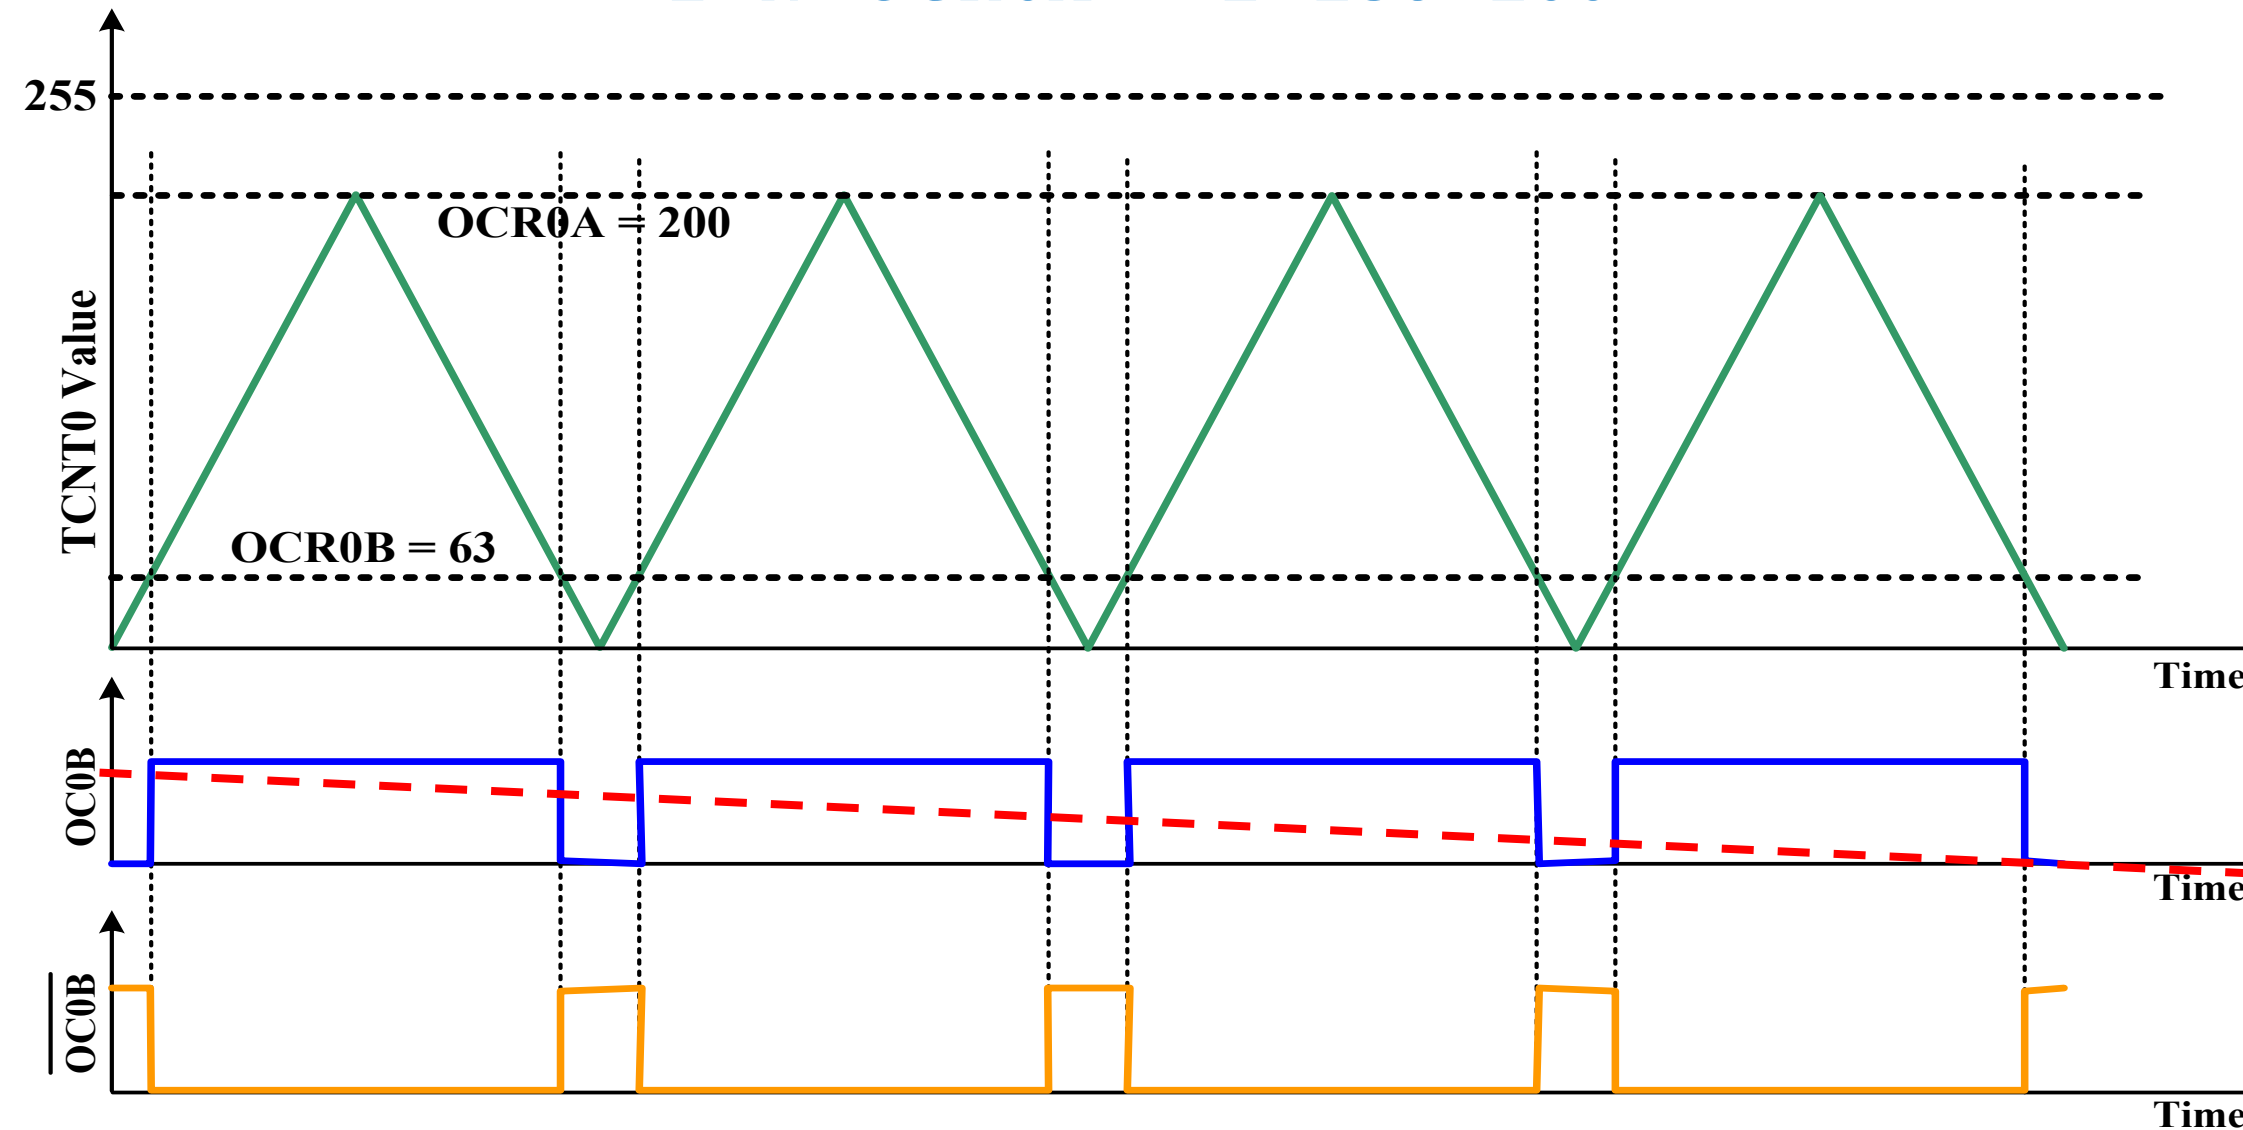 255
OCR0A = 200
TCNT0 Value
OCR0B = 63
Time
OC0B
Time
OC0B
Time